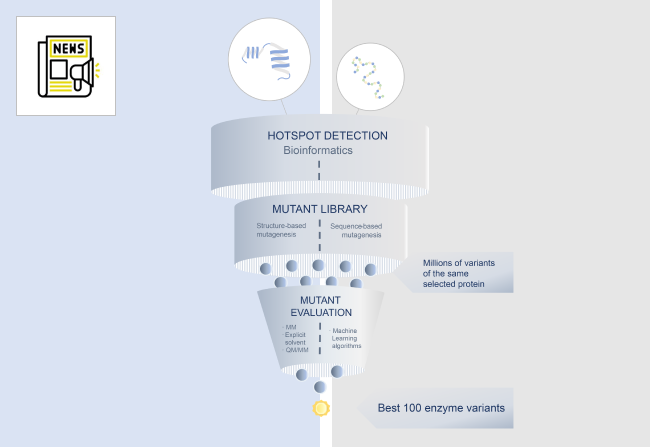 NEWS
HOTSPOT DETECTION
Bioinformatics
MUTANT LIBRARY
Structure-based
mutagenesis
Sequence-based
mutagenesis
Millions of variants
of the same
selected protein
MUTANT
EVALUATION
· MM
Explicit
solvent
· QM/MM
· Machine
Learning
algorithms
Best 100 enzyme variants